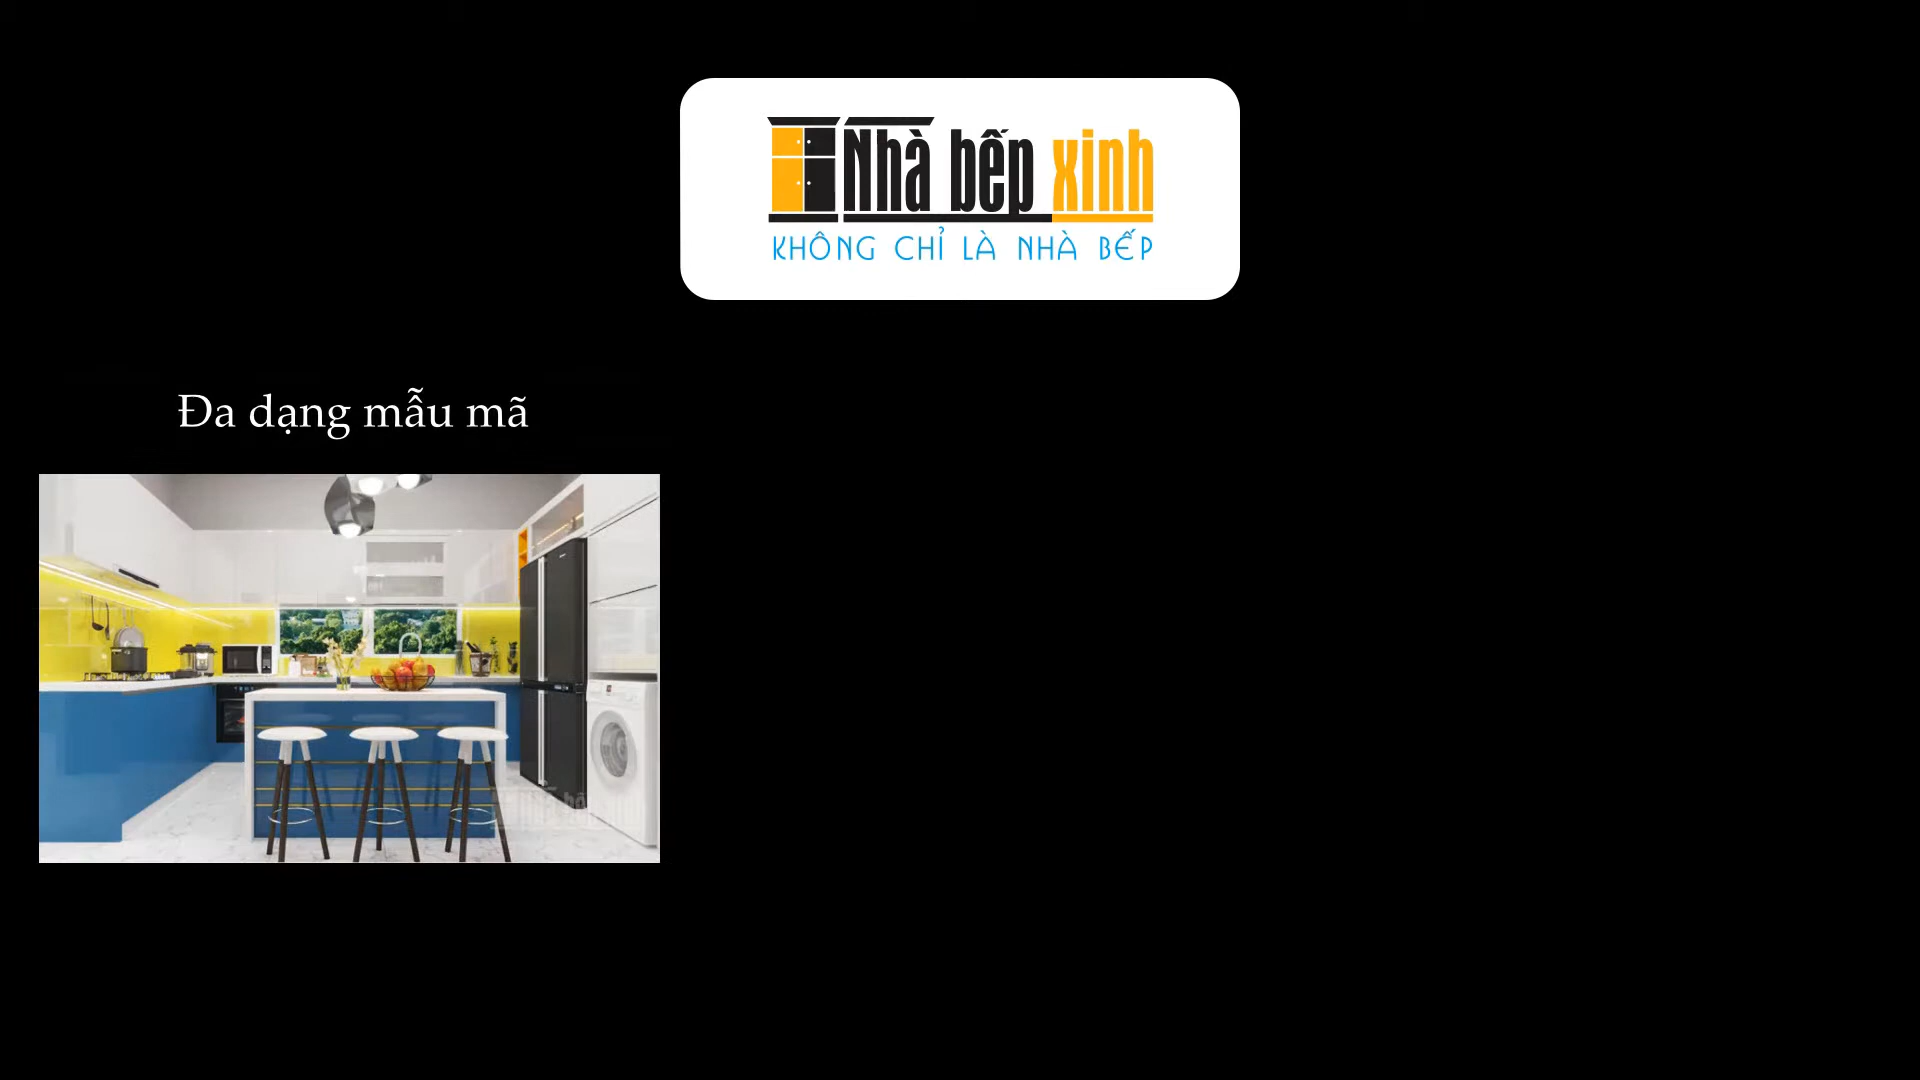 Nhà bếp xinh
KHÔNG CHỈ LÀ NHÀ BẾP
Đa dạng mẫu mã